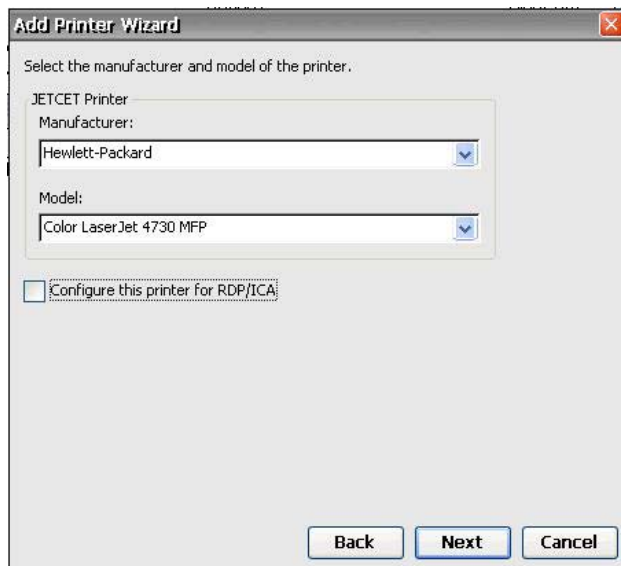 Add Printer Wizard
Select the manufacturer and model of the printer.
JETCET Printer
Manufacturer:
Hewlett-Packard
Model:
Color LaserJet 4730 MFP
Configure this printer for RDP/ICA
Back Next Cancel